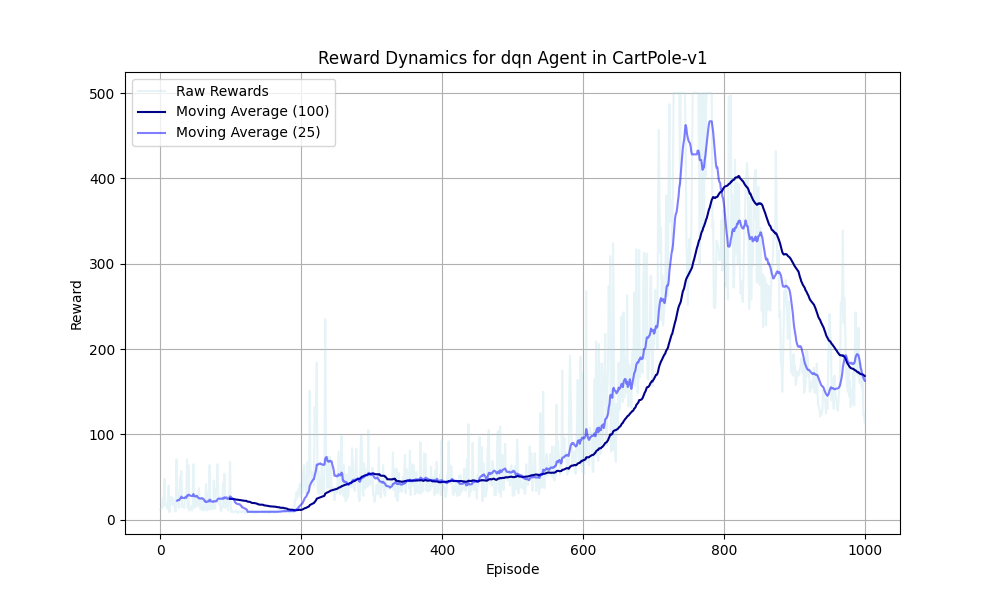 Reward Dynamics for dqn Agent in CartPole-v1
Raw Rewards
Moving Average (100)
Moving Average (25)
500
400
300
200
100
0
Reward
0 200 400 600 800 1000
Episode